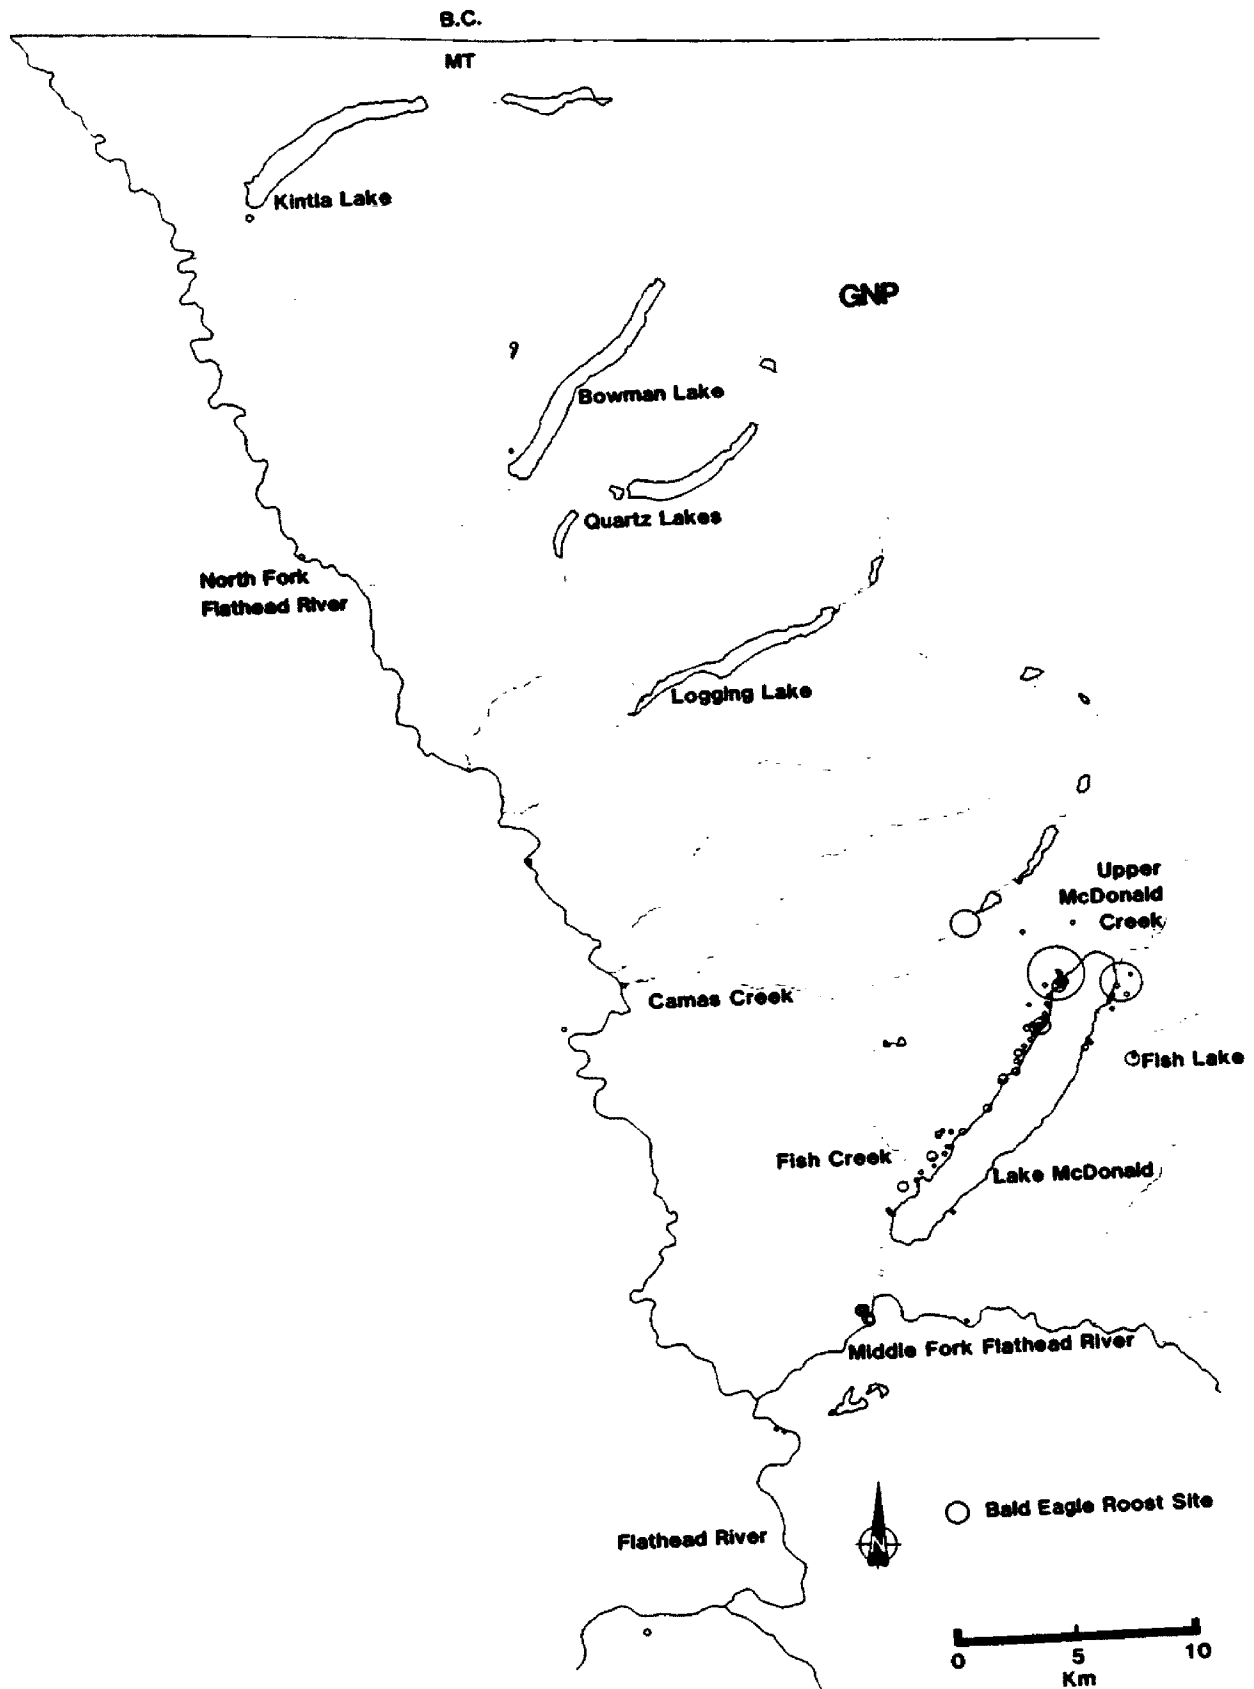 B.C.
MT
Kintla Lake
GNP
Bowman Lake
Quartz Lakes
North Fork
Flathead River
Logging Lake
Upper
McDonald
Creek
Camas Creek
Fish Lake
Fish Creek
Lake McDonald
Middle Fork Flathead River
Bald Eagle Roost Site
Flathead River
N
0 5 10
Km